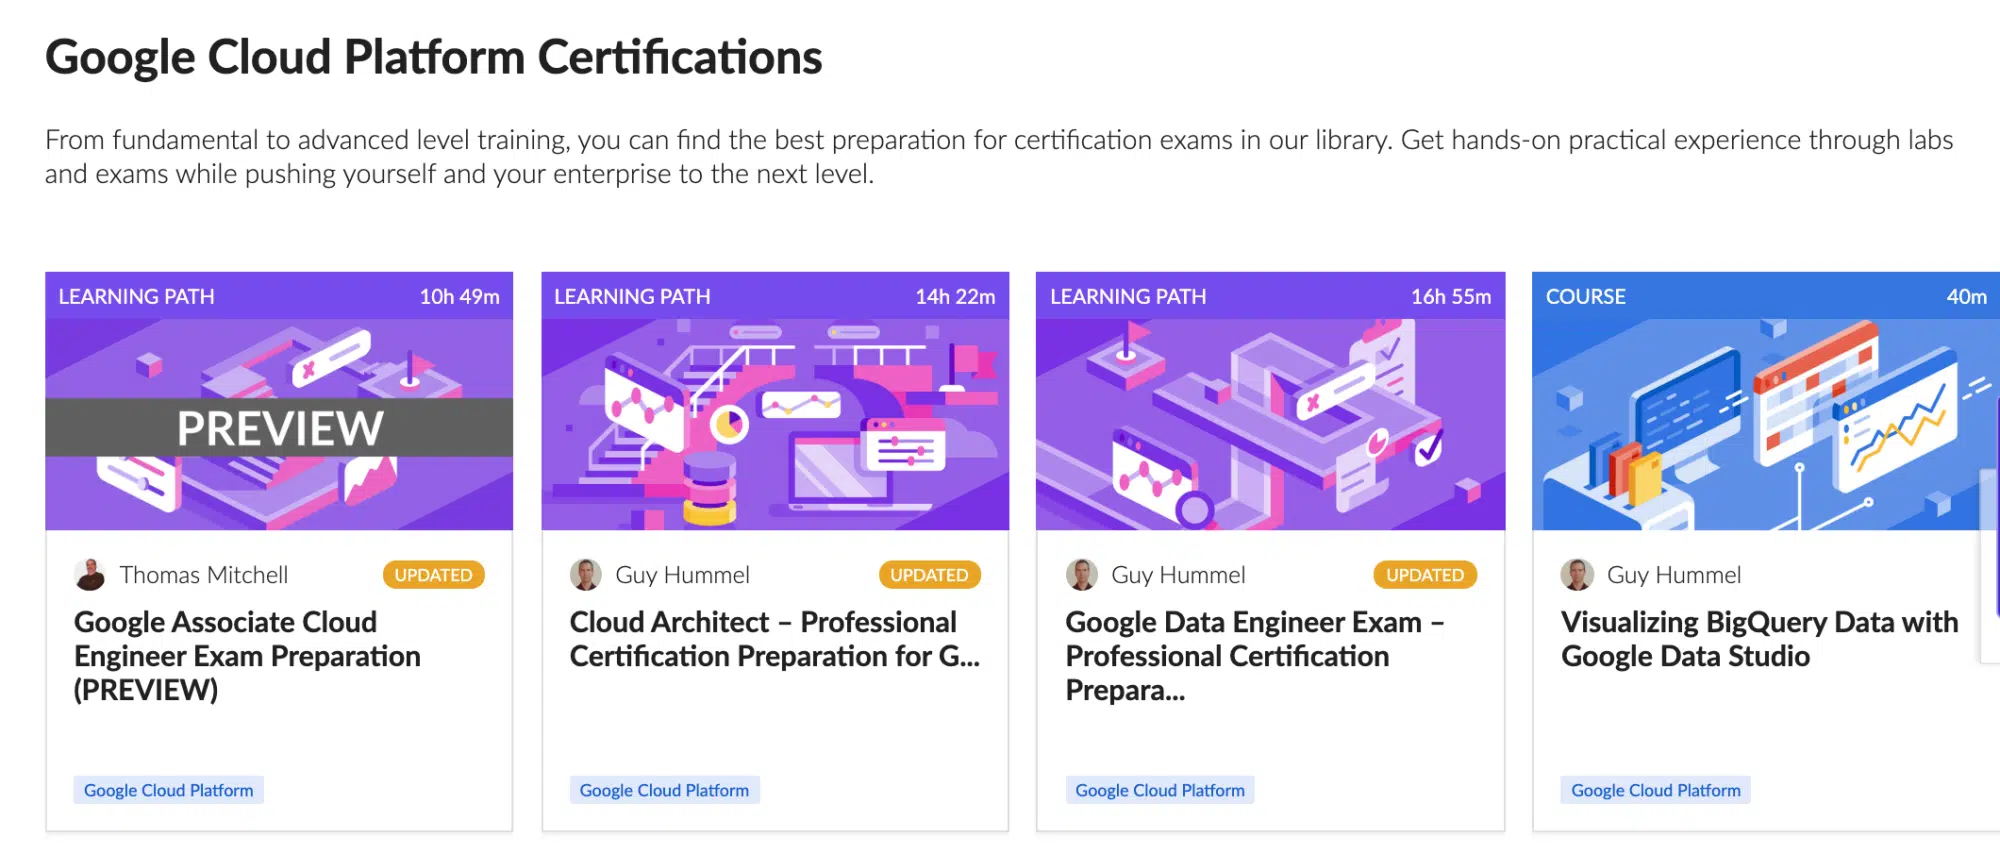 Google Cloud Platform Certifications
From fundamental to advanced level training, you can find the best preparation for certification exams in our library. Get hands-on practical experience through labs
and exams while pushing yourself and your enterprise to the next level.
LEARNING PATH 10h 49m
PREVIEW
Thomas Mitchell UPDATED
Google Associate Cloud
Engineer Exam Preparation
(PREVIEW)
Google Cloud Platform
LEARNING PATH 14h 22m
Guy Hummel UPDATED
Cloud Architect – Professional
Certification Preparation for G...
Google Cloud Platform
LEARNING PATH 16h 55m
Guy Hummel UPDATED
Google Data Engineer Exam –
Professional Certification
Prepara...
Google Cloud Platform
COURSE 40m
Guy Hummel
Visualizing BigQuery Data with
Google Data Studio
Google Cloud Platform